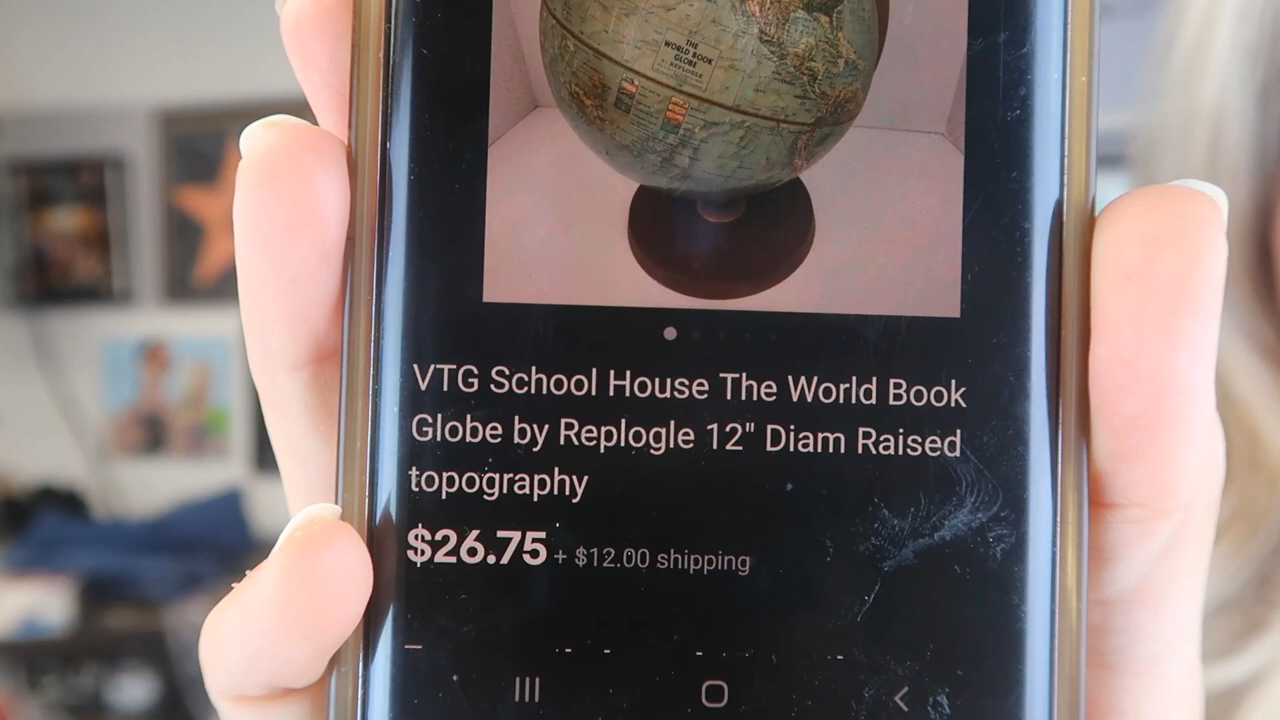 THE
WORLD BOOK
GLOBE
REPLOGLE
VTG School House The World Book
Globe by Replogle 12" Diam Raised
topography
$26.75 + $12.00 shipping